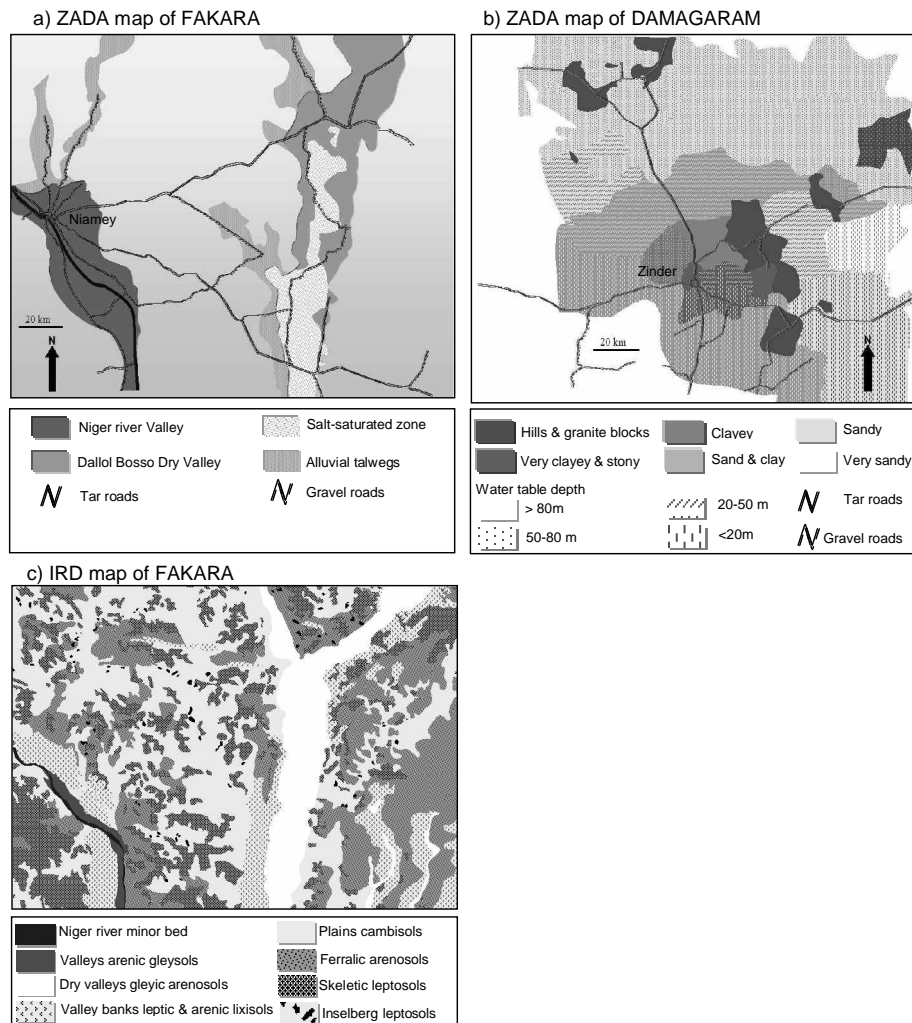 a) ZADA map of FAKARA
Niamey
20 km
N
Niger river Valley
Salt-saturated zone
Dallol Bosso Dry Valley
Alluvial talwegs
Tar roads
Gravel roads
b) ZADA map of DAMAGARAM
Zinder
20 km
N
Hills & granite blocks
Clavev
Sandy
Very clayey & stony
Sand & clay
Very sandy
Water table depth
> 80m
20-50 m
Tar roads
50-80 m
<20m
Gravel roads
c) IRD map of FAKARA
Niger river minor bed
Plains cambisols
Valleys arenic gleysols
Ferralic arenosols
Dry valleys gleyic arenosols
Skeletic leptosols
Valley banks leptic & arenic lixisols
Inselberg leptosols